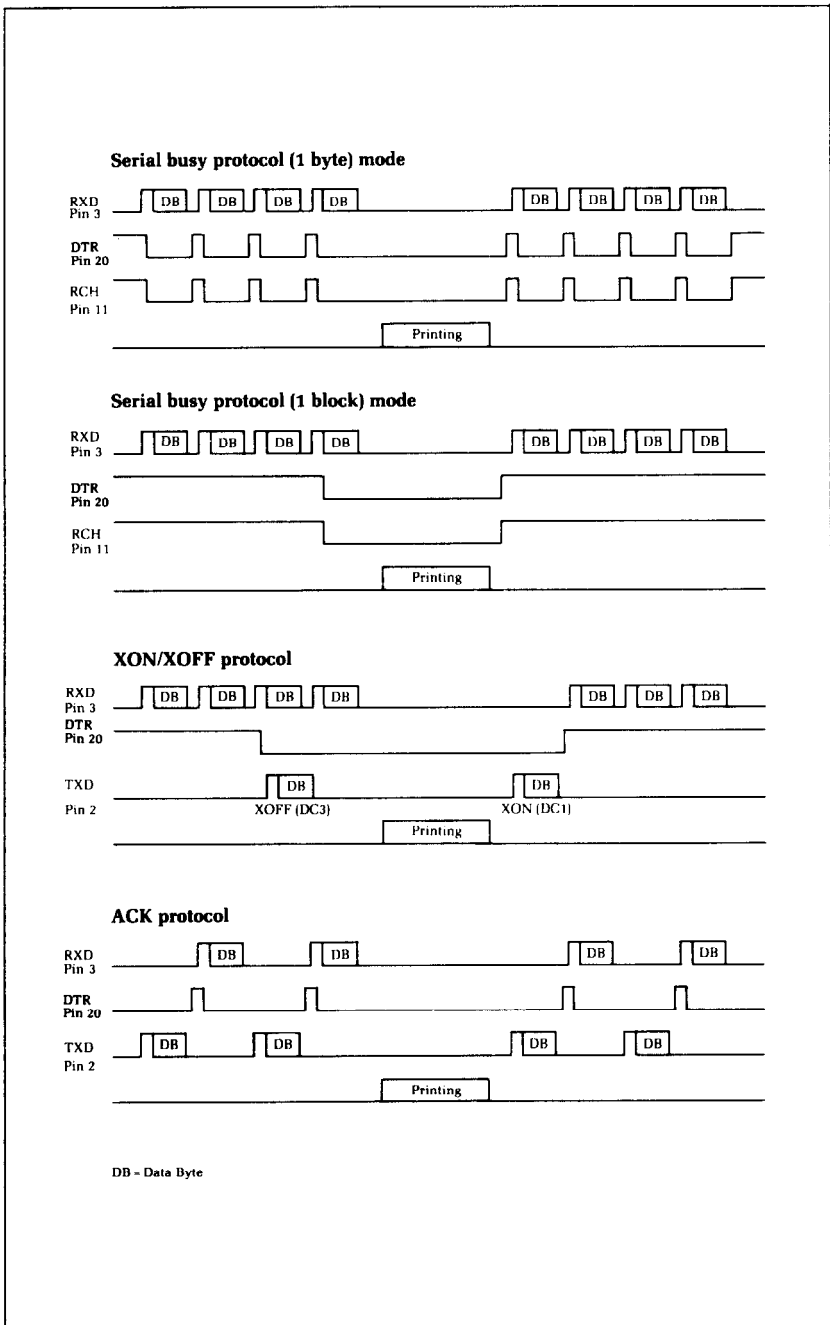 Serial busy protocol (1 byte) mode
RXD
Pin 3
DB DB DB DB DB DB DB DB
DTR
Pin 20
RCH
Pin 11
Printing
Serial busy protocol (1 block) mode
RXD
Pin 3
DB DB DB DB DB DB DB DB
DTR
Pin 20
RCH
Pin 11
Printing
XON/XOFF protocol
RXD
Pin 3
DB DB DB DB DB DB DB
DTR
Pin 20
TXD
DB DB
Pin 2
XOFF (DC3) XON (DC1)
Printing
ACK protocol
RXD
Pin 3
DB DB DB DB
DTR
Pin 20
TXD
DB DB DB DB
Pin 2
Printing
DB = Data Byte